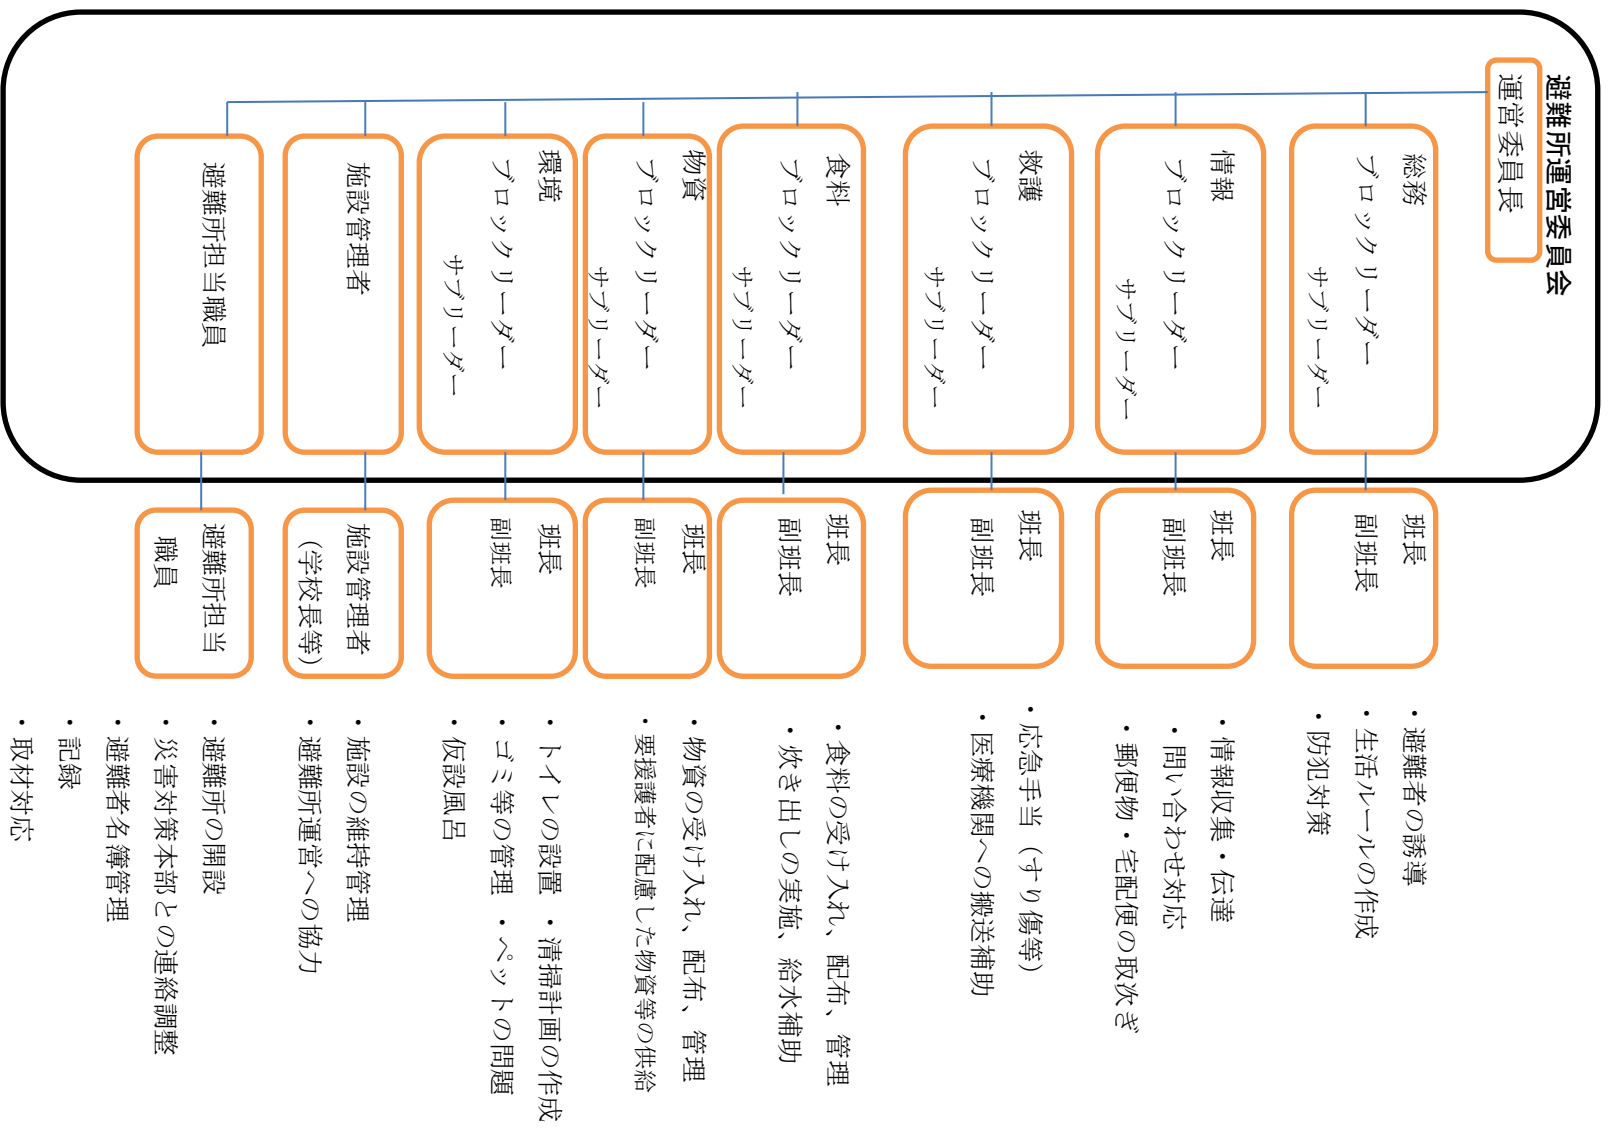 避難所運営委員会
運営委員長
総務
ブロックリーダー
サブリーダー
班長
副班長
・避難者の誘導
・生活ルールの作成
・防犯対策
情報
ブロックリーダー
サブリーダー
班長
副班長
・情報収集・伝達
・問い合わせ対応
・郵便物・宅配便の取次ぎ
救護
ブロックリーダー
サブリーダー
班長
副班長
・応急手当（すり傷等）
・医療機関への搬送補助
食料
ブロックリーダー
サブリーダー
班長
副班長
・食料の受け入れ、配布、管理
・炊き出しの実施、給水補助
物資
ブロックリーダー
サブリーダー
班長
副班長
・物資の受け入れ、配布、管理
・要援護者に配慮した物資等の供給
環境
ブロックリーダー
サブリーダー
班長
副班長
・トイレの設置　・清掃計画の作成
・ゴミ等の管理　・ペットの問題
・仮設風呂
施設管理者
施設管理者
（学校長等）
・施設の維持管理
・避難所運営への協力
避難所担当職員
避難所担当
職員
・避難所の開設
・災害対策本部との連絡調整
・避難者名簿管理
・記録
・取材対応